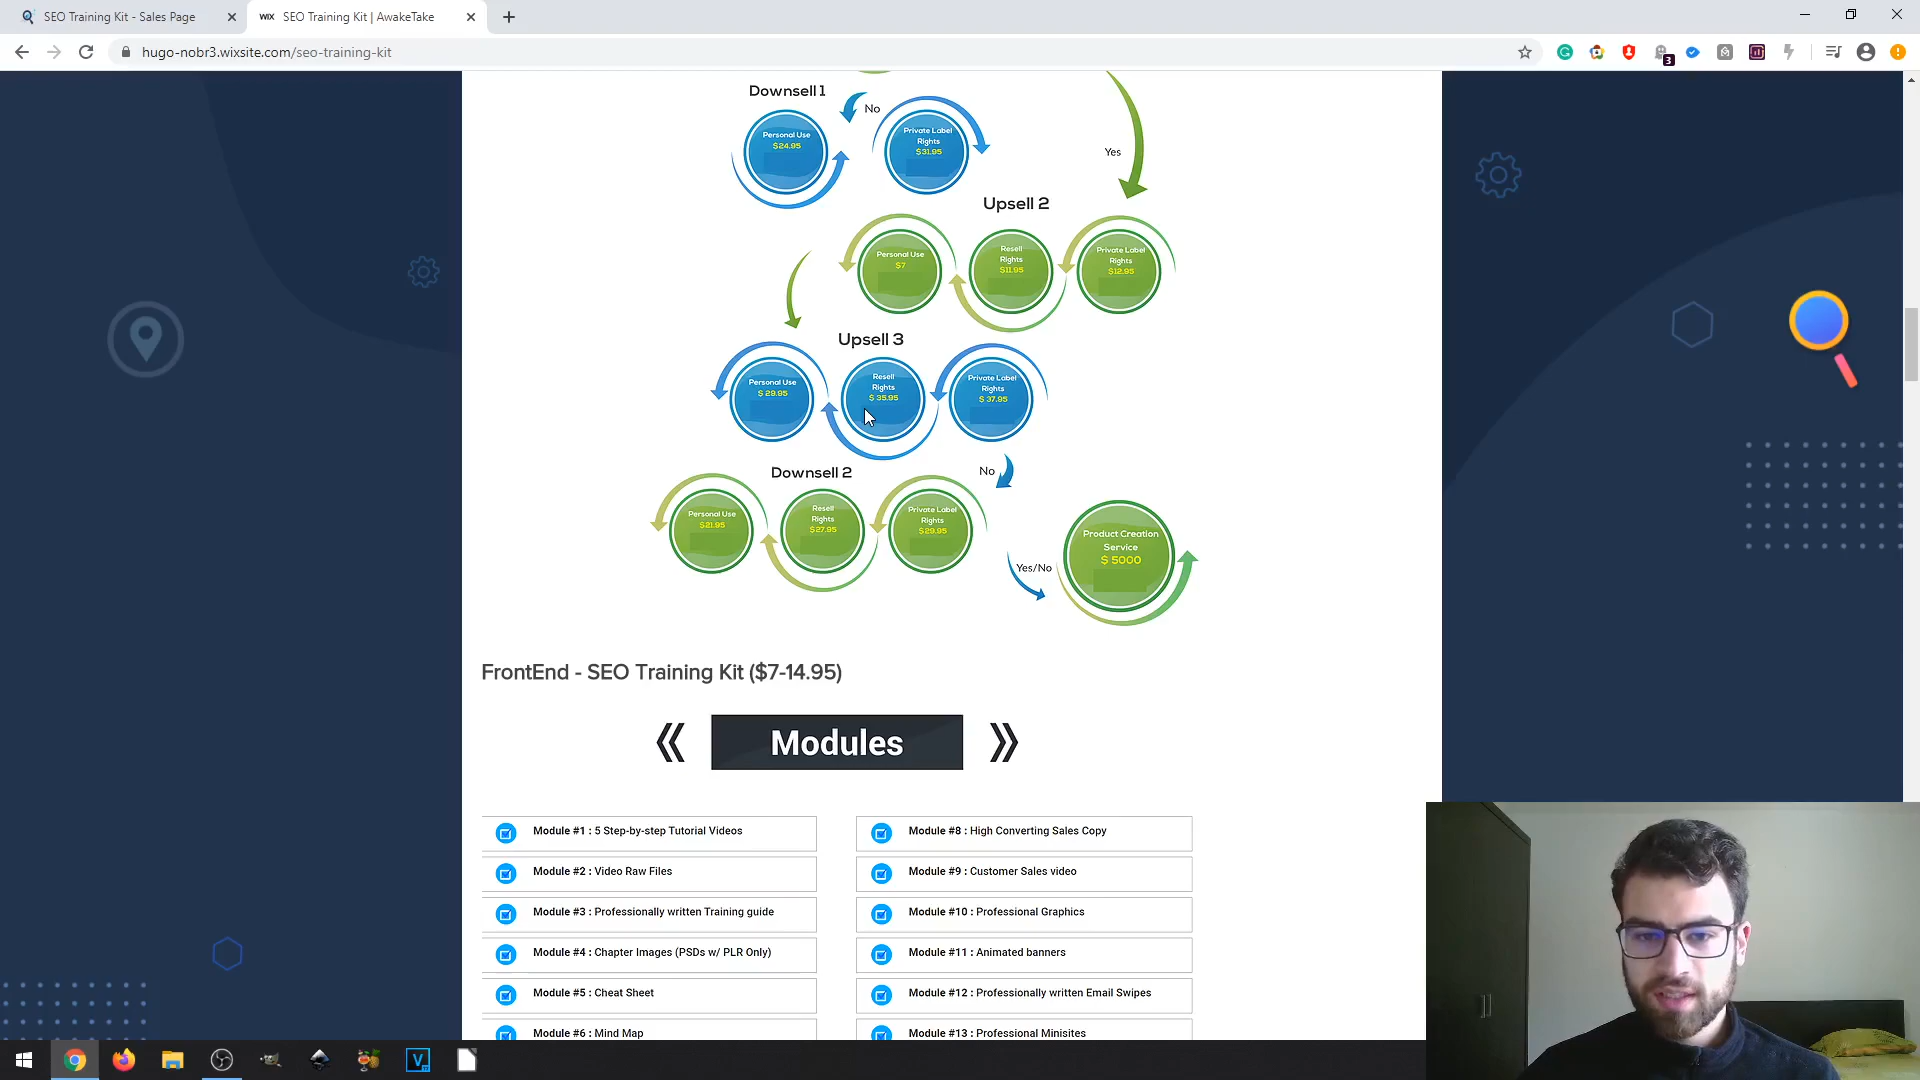 SEO Training Kit - Sales Page
WIX SEO Training Kit | AwakeTake
hugo-nobr3.wixsite.com/seo-training-kit
3
Downsell 1
No
Personal Use
$24.95
Private Label
Rights
$31.95
Yes
Upsell 2
Personal Use
$7
Resell
Rights
$11.95
Private Label
Rights
$12.95
Upsell 3
Personal Use
$ 29.95
Resell
Rights
$ 35.95
Private Label
Rights
$ 37.95
Downsell 2
No
Personal Use
$21.95
Resell
Rights
$27.95
Private Label
Rights
$29.95
Yes/No
Product Creation
Service
$ 5000
FrontEnd - SEO Training Kit ($7-14.95)
Modules
Module #1 : 5 Step-by-step Tutorial Videos
Module #2 : Video Raw Files
Module #3 : Professionally written Training guide
Module #4 : Chapter Images (PSDs w/ PLR Only)
Module #5 : Cheat Sheet
Module #6 : Mind Map
Module #8 : High Converting Sales Copy
Module #9 : Customer Sales video
Module #10 : Professional Graphics
Module #11 : Animated banners
Module #12 : Professionally written Email Swipes
Module #13 : Professional Minisites
V